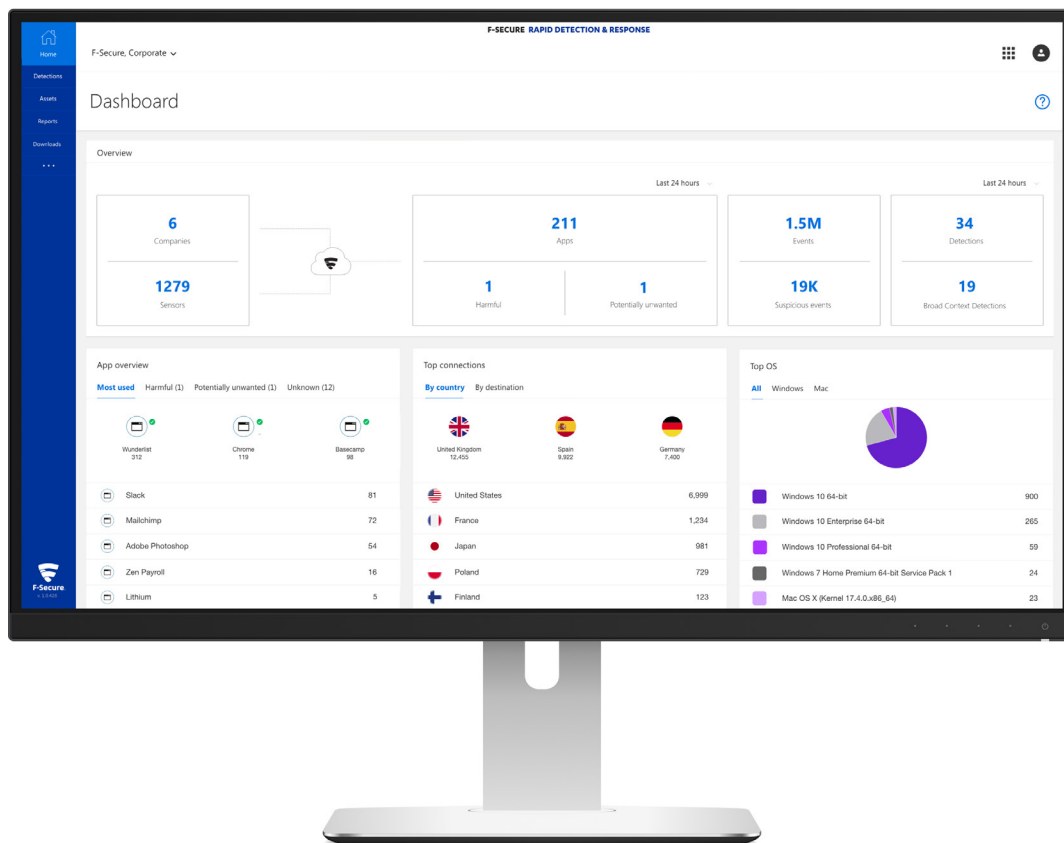 F-SECURE RAPID DETECTION & RESPONSE
Home
F-Secure, Corporate
Detections
Assets
Reports
Downloads
Dashboard
Overview
Last 24 hours
Last 24 hours
6
Companies
1279
Sensors
211
Apps
1
Harmful
1
Potentially unwanted
1.5M
Events
19K
Suspicious events
34
Detections
19
Broad Context Detections
App overview
Most used Harmful (1) Potentially unwanted (1) Unknown (12)
Wunderlist
312
Chrome
119
Basecamp
98
Slack 81
Mailchimp 72
Adobe Photoshop 54
Zen Payroll 16
Lithium 5
Top connections
By country By destination
United Kingdom
12,455
Spain
9,922
Germany
7,400
United States 6,999
France 1,234
Japan 981
Poland 729
Finland 123
Top OS
All Windows Mac
Windows 10 64-bit 900
Windows 10 Enterprise 64-bit 265
Windows 10 Professional 64-bit 59
Windows 7 Home Premium 64-bit Service Pack 1 24
Mac OS X (Kernel 17.4.0.x86_64) 23
F-Secure